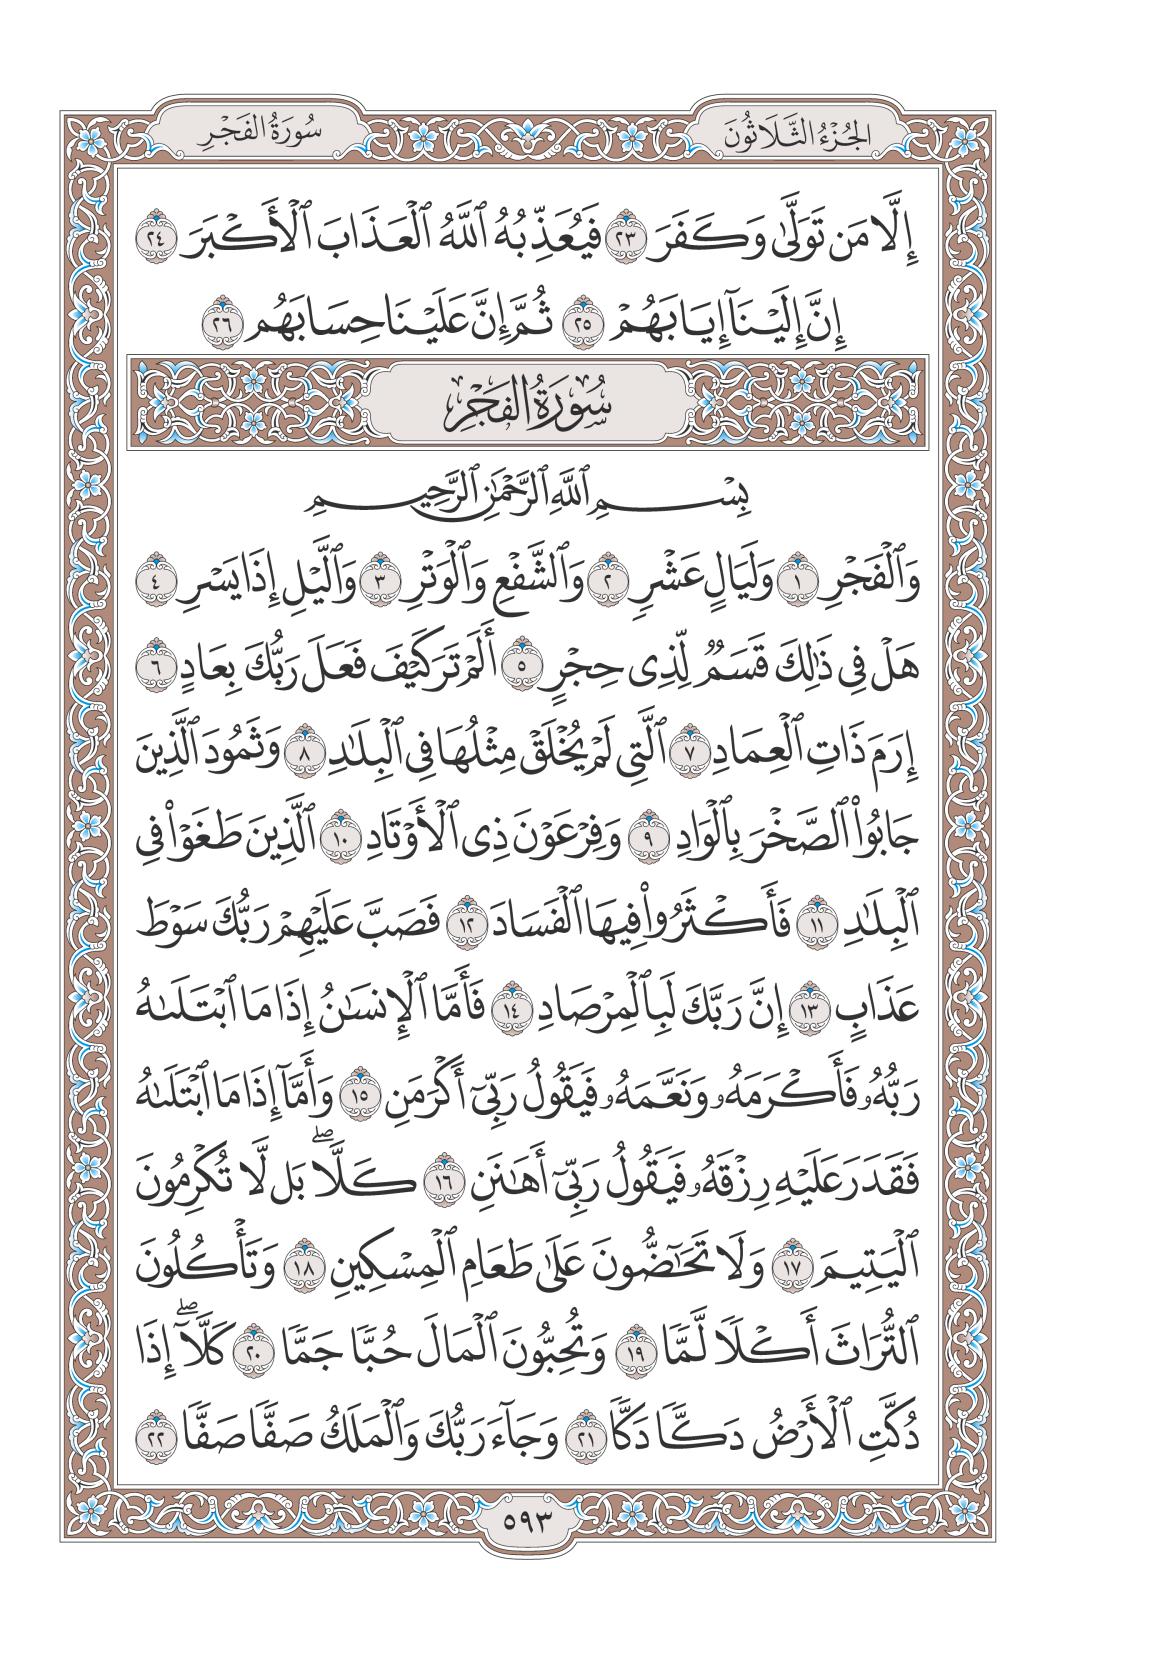 الجُزْءُ الثَّلَاثُونَ
سُورَةُ الفَجْرِ
إِلَّا مَن تَوَلَّىٰ وَكَفَرَ ٢٣ فَيُعَذِّبُهُ ٱللَّهُ ٱلْعَذَابَ ٱلْأَكْبَرَ ٢٤
إِنَّ إِلَيْنَآ إِيَابَهُمْ ٢٥ ثُمَّ إِنَّ عَلَيْنَا حِسَابَهُم ٢٦
سُورَةُ الفَجْرِ
بِسْمِ ٱللَّهِ ٱلرَّحْمَٰنِ ٱلرَّحِيمِ
وَٱلْفَجْرِ ١ وَلَيَالٍ عَشْرٍ ٢ وَٱلشَّفْعِ وَٱلْوَتْرِ ٣ وَٱلَّيْلِ إِذَا يَسْرِ ٤
هَلْ فِى ذَٰلِكَ قَسَمٌ لِّذِى حِجْرٍ ٥ أَلَمْ تَرَ كَيْفَ فَعَلَ رَبُّكَ بِعَادٍ ٦
إِرَمَ ذَاتِ ٱلْعِمَادِ ٧ ٱلَّتِى لَمْ يُخْلَقْ مِثْلُهَا فِى ٱلْبِلَٰدِ ٨ وَثَمُودَ ٱلَّذِينَ
جَابُوا۟ ٱلصَّخْرَ بِٱلْوَادِ ٩ وَفِرْعَوْنَ ذِى ٱلْأَوْتَادِ ١٠ ٱلَّذِينَ طَغَوْا۟ فِى
ٱلْبِلَٰدِ ١١ فَأَكْثَرُوا۟ فِيهَا ٱلْفَسَادَ ١٢ فَصَبَّ عَلَيْهِمْ رَبُّكَ سَوْطَ
عَذَابٍ ١٣ إِنَّ رَبَّكَ لَبِٱلْمِرْصَادِ ١٤ فَأَمَّا ٱلْإِنسَٰنُ إِذَا مَا ٱبْتَلَىٰهُ
رَبُّهُۥ فَأَكْرَمَهُۥ وَنَعَّمَهُۥ فَيَقُولُ رَبِّىٓ أَكْرَمَنِ ١٥ وَأَمَّآ إِذَا مَا ٱبْتَلَىٰهُ
فَقَدَرَ عَلَيْهِ رِزْقَهُۥ فَيَقُولُ رَبِّىٓ أَهَٰنَنِ ١٦ كَلَّا ۖ بَل لَّا تُكْرِمُونَ
ٱلْيَتِيمَ ١٧ وَلَا تَحَٰٓضُّونَ عَلَىٰ طَعَامِ ٱلْمِسْكِينِ ١٨ وَتَأْكُلُونَ
ٱلتُّرَاثَ أَكْلًا لَّمًّا ١٩ وَتُحِبُّونَ ٱلْمَالَ حُبًّا جَمًّا ٢٠ كَلَّآ ۖ إِذَا
دُكَّتِ ٱلْأَرْضُ دَكًّا دَكًّا ٢١ وَجَآءَ رَبُّكَ وَٱلْمَلَكُ صَفًّا صَفًّا ٢٢
٥٩٣